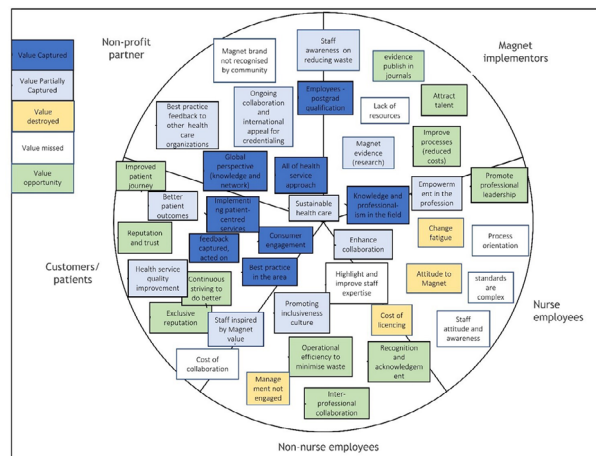 Value Captured
Value Partially
Captured
Value
destroyed
Value missed
Value
opportunity
Non-profit
partner
Magnet
implementors
Customers/
patients
Nurse
employees
Non-nurse employees
Magnet brand
not recognised
by community
Staff
awareness on
reducing waste
evidence
publish in
journals
Attract
talent
Best practice
feedback to
other health
care
organizations
Ongoing
collaboration and
international
appeal for
credentialing
Employees -
postgrad
qualification
Lack of
resources
Improve
processes
(reduced
costs)
Magnet
evidence
(research)
Improved
patient
journey
Global
perspective
(knowledge and
network)
All of health
service
approach
Empowerm
ent in the
profession
Promote
professional
leadership
Better
patient
outcomes
Implementi
ng patient-
centred
services
Sustainable
health care
Knowledge and
professional-
ism in the field
Reputation
and trust
feedback
captured,
acted on
Consumer
engagement
Enhance
collaboration
Change
fatigue
Process
orientation
Health service
quality
improvement
Continuous
striving to
do better
Best practice
in the area
Highlight and
improve staff
expertise
Attitude to
Magnet
standards are
complex
Exclusive
reputation
Staff inspired
by Magnet
value
Promoting
inclusiveness
culture
Cost of
licencing
Staff
attitude and
awareness
Cost of
collaboration
Operational
efficiency to
minimise waste
Recognition
and
acknowledgem
ent
Manage
ment not
engaged
Inter-
professional
collaboration